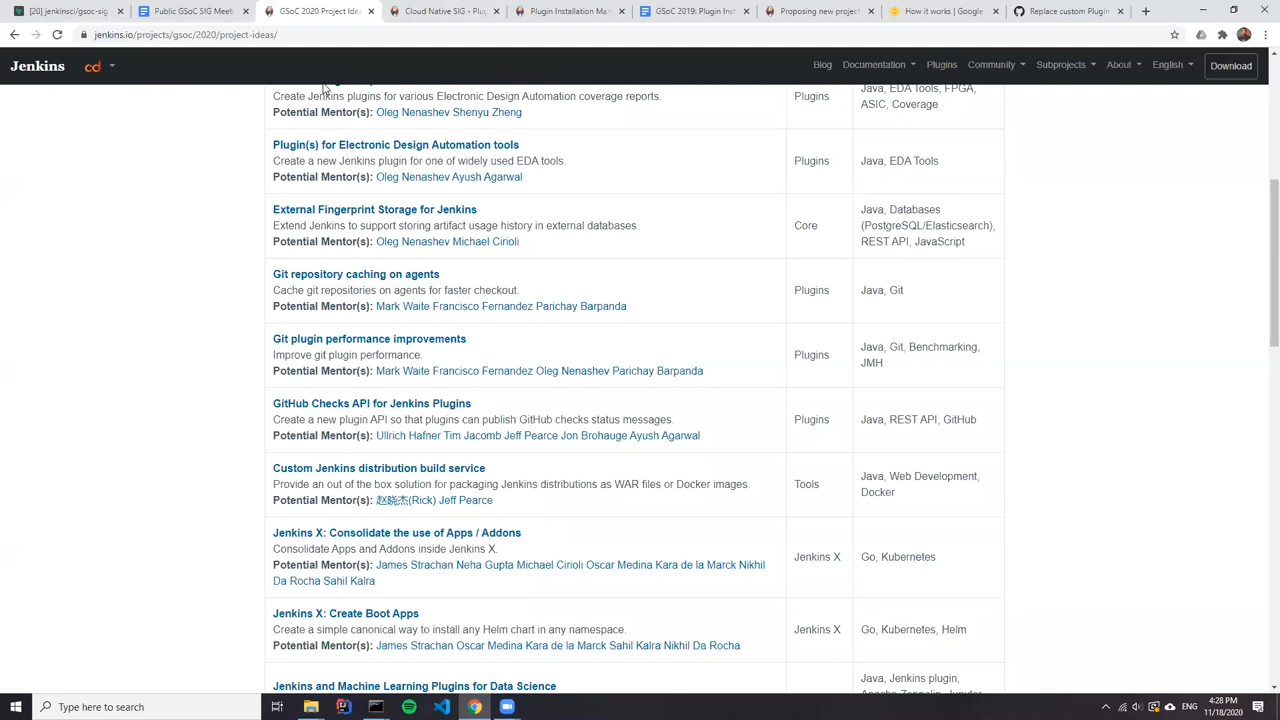 [20] jenkinsci/gsoc-sig
Public GSoC SIG Meetin
GSoC 2020 Project Idea
Cloud Native SIG - Plug
Plugin Installation Man
GSoC 2019: Plugin Inst
Proposing new project
How it works | Google
Replace custom Plugin
jenkins.io/projects/gsoc/2020/project-ideas/
Jenkins
cd
Blog
Documentation
Plugins
Community
Subprojects
About
English
Download
Create Jenkins plugins for various Electronic Design Automation coverage reports.
Potential Mentor(s): Oleg Nenashev Shenyu Zheng
Plugins
Java, EDA Tools, FPGA,
ASIC, Coverage
Plugin(s) for Electronic Design Automation tools
Create a new Jenkins plugin for one of widely used EDA tools.
Potential Mentor(s): Oleg Nenashev Ayush Agarwal
Plugins
Java, EDA Tools
External Fingerprint Storage for Jenkins
Extend Jenkins to support storing artifact usage history in external databases.
Potential Mentor(s): Oleg Nenashev Michael Cirioli
Core
Java, Databases
(PostgreSQL/Elasticsearch),
REST API, JavaScript
Git repository caching on agents
Cache git repositories on agents for faster checkout.
Potential Mentor(s): Mark Waite Francisco Fernandez Parichay Barpanda
Plugins
Java, Git
Git plugin performance improvements
Improve git plugin performance.
Potential Mentor(s): Mark Waite Francisco Fernandez Oleg Nenashev Parichay Barpanda
Plugins
Java, Git, Benchmarking,
JMH
GitHub Checks API for Jenkins Plugins
Create a new plugin API so that plugins can publish GitHub checks status messages.
Potential Mentor(s): Ullrich Hafner Tim Jacomb Jeff Pearce Jon Brohauge Ayush Agarwal
Plugins
Java, REST API, GitHub
Custom Jenkins distribution build service
Provide an out of the box solution for packaging Jenkins distributions as WAR files or Docker images.
Potential Mentor(s): 赵晓杰(Rick) Jeff Pearce
Tools
Java, Web Development,
Docker
Jenkins X: Consolidate the use of Apps / Addons
Consolidate Apps and Addons inside Jenkins X.
Potential Mentor(s): James Strachan Neha Gupta Michael Cirioli Oscar Medina Kara de la Marck Nikhil
Da Rocha Sahil Kalra
Jenkins X
Go, Kubernetes
Jenkins X: Create Boot Apps
Create a simple canonical way to install any Helm chart in any namespace.
Potential Mentor(s): James Strachan Oscar Medina Kara de la Marck Sahil Kalra Nikhil Da Rocha
Jenkins X
Go, Kubernetes, Helm
Jenkins and Machine Learning Plugins for Data Science
Java, Jenkins plugin,
Type here to search
ENG
4:28 PM
11/18/2020